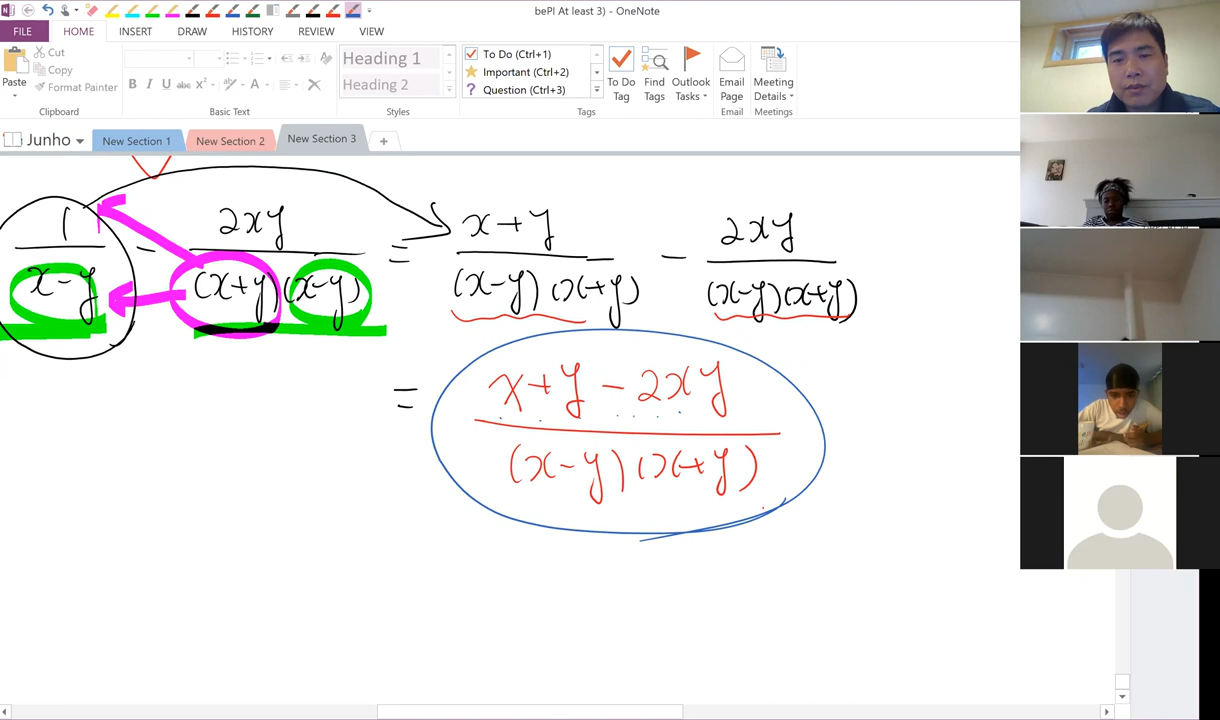 bePI At least 3) - OneNote
FILE HOME INSERT DRAW HISTORY REVIEW VIEW
Cut
Copy
Format Painter
Paste
Heading 1
Heading 2
To Do (Ctrl+1)
Important (Ctrl+2)
Question (Ctrl+3)
To Do Tag
Find Tags
Outlook Tasks
Email Page
Meeting Details
Clipboard Basic Text Styles Tags Meetings
Junho New Section 1 New Section 2 New Section 3
1/(x-y) - 2xy/((x+y)(x-y)) = (x+y)/((x-y)(x+y)) - 2xy/((x-y)(x+y))
= (x+y-2xy)/((x-y)(x+y))